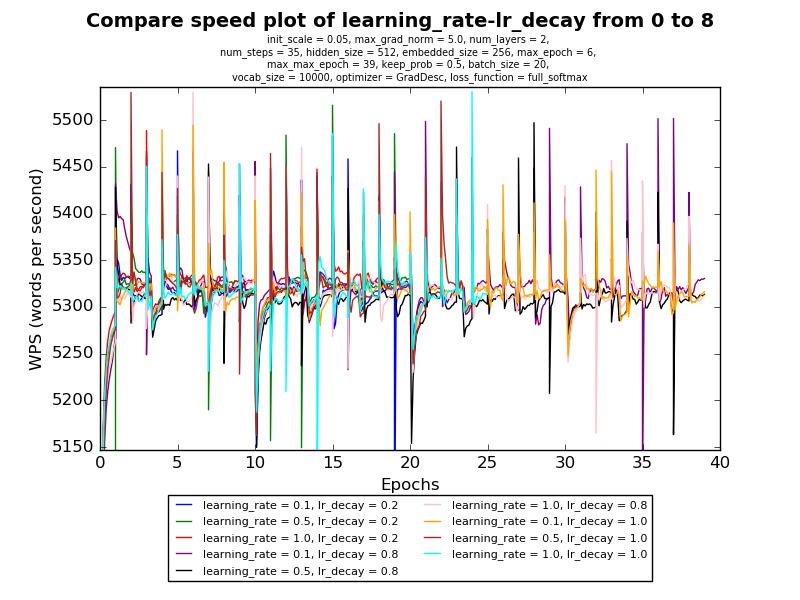 Compare speed plot of learning_rate-lr_decay from 0 to 8
init_scale = 0.05, max_grad_norm = 5.0, num_layers = 2,
num_steps = 35, hidden_size = 512, embedded_size = 256, max_epoch = 6,
max_max_epoch = 39, keep_prob = 0.5, batch_size = 20,
vocab_size = 10000, optimizer = GradDesc, loss_function = full_softmax
WPS (words per second)
5500
5450
5400
5350
5300
5250
5200
5150
0 5 10 15 20 25 30 35 40
Epochs
learning_rate = 0.1, lr_decay = 0.2
learning_rate = 0.5, lr_decay = 0.2
learning_rate = 1.0, lr_decay = 0.2
learning_rate = 0.1, lr_decay = 0.8
learning_rate = 0.5, lr_decay = 0.8
learning_rate = 1.0, lr_decay = 0.8
learning_rate = 0.1, lr_decay = 1.0
learning_rate = 0.5, lr_decay = 1.0
learning_rate = 1.0, lr_decay = 1.0